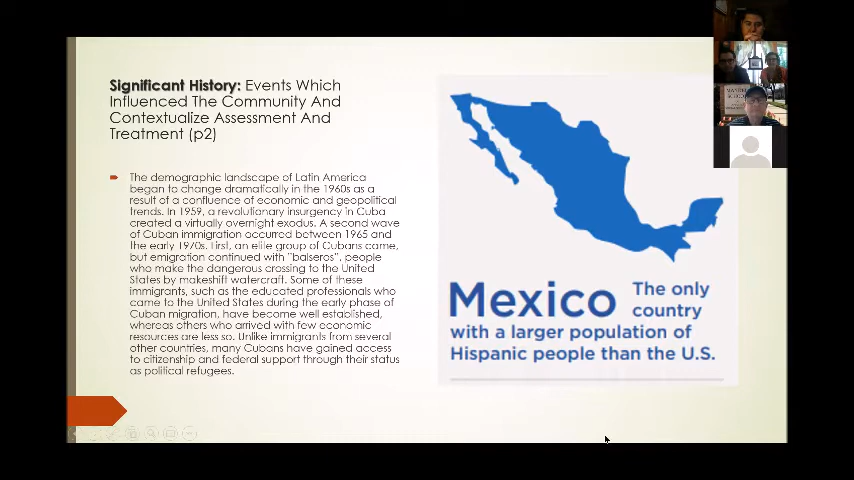 Significant History: Events Which
Influenced The Community And
Contextualize Assessment And
Treatment (p2)
The demographic landscape of Latin America
began to change dramatically in the 1960s as a
result of a confluence of economic and geopolitical
trends. In 1959, a revolutionary insurgency in Cuba
created a virtually overnight exodus. A second wave
of Cuban immigration occurred between 1965 and
the early 1970s. First, an elite group of Cubans came,
but emigration continued with "balseros", people
who make the dangerous crossing to the United
States by makeshift watercraft. Some of these
immigrants, such as the educated professionals who
came to the United States during the early phase of
Cuban migration, have become well established,
whereas others who arrived with few economic
resources are less so. Unlike immigrants from several
other countries, many Cubans have gained access
to citizenship and federal support through their status
as political refugees.
Mexico The only
country
with a larger population of
Hispanic people than the U.S.